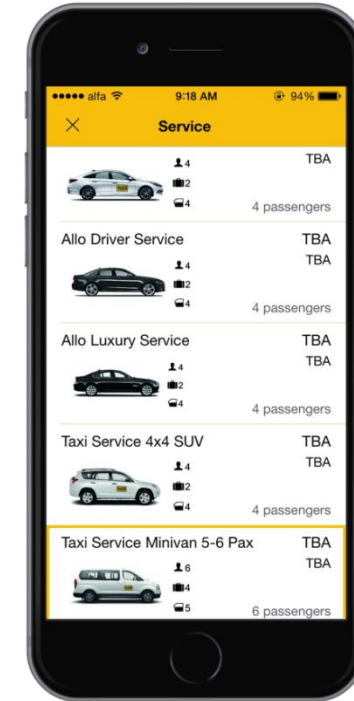 alfa 9:18 AM 94%
Service
TBA
4
2
4
4 passengers
Allo Driver Service TBA
TBA
4
2
4
4 passengers
Allo Luxury Service TBA
TBA
4
2
4
4 passengers
Taxi Service 4x4 SUV TBA
TBA
4
2
4
4 passengers
Taxi Service Minivan 5-6 Pax TBA
TBA
6
4
5
6 passengers